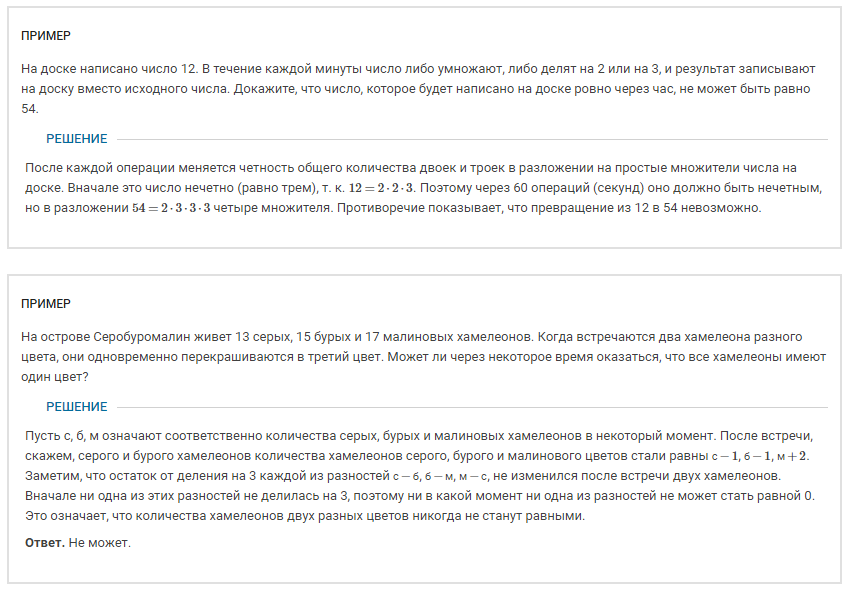 ПРИМЕР
На доске написано число 12. В течение каждой минуты число либо умножают, либо делят на 2 или на 3, и результат записывают
на доску вместо исходного числа. Докажите, что число, которое будет написано на доске ровно через час, не может быть равно
54.
РЕШЕНИЕ
После каждой операции меняется четность общего количества двоек и троек в разложении на простые множители числа на
доске. Вначале это число нечетно (равно трем), т. к. 12 = 2 · 2 · 3. Поэтому через 60 операций (секунд) оно должно быть нечетным,
но в разложении 54 = 2 · 3 · 3 · 3 четыре множителя. Противоречие показывает, что превращение из 12 в 54 невозможно.
ПРИМЕР
На острове Серобуромалин живет 13 серых, 15 бурых и 17 малиновых хамелеонов. Когда встречаются два хамелеона разного
цвета, они одновременно перекрашиваются в третий цвет. Может ли через некоторое время оказаться, что все хамелеоны имеют
один цвет?
РЕШЕНИЕ
Пусть с, б, м означают соответственно количества серых, бурых и малиновых хамелеонов в некоторый момент. После встречи,
скажем, серого и бурого хамелеонов количества хамелеонов серого, бурого и малинового цветов стали равны с − 1, б − 1, м + 2.
Заметим, что остаток от деления на 3 каждой из разностей с − б, б − м, м − с, не изменился после встречи двух хамелеонов.
Вначале ни одна из этих разностей не делилась на 3, поэтому ни в какой момент ни одна из разностей не может стать равной 0.
Это означает, что количества хамелеонов двух разных цветов никогда не станут равными.
Ответ. Не может.